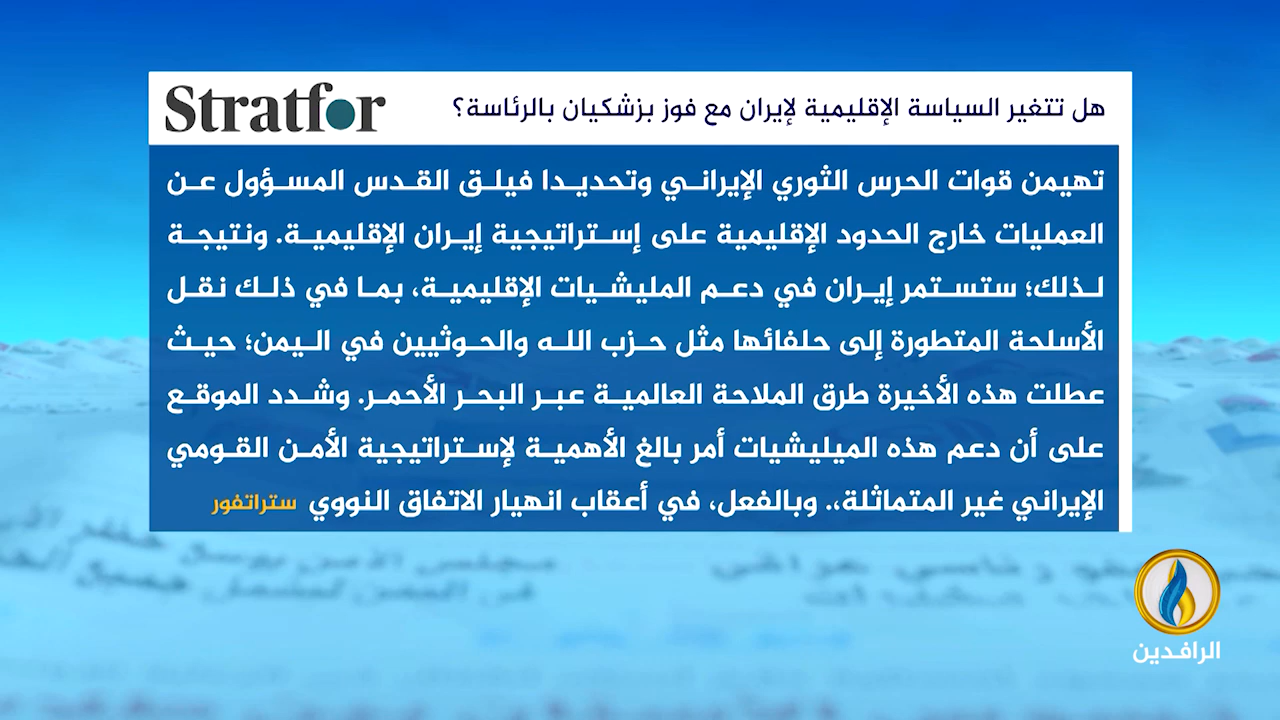 Stratfor
هل تتغير السياسة الإقليمية لإيران مع فوز بزشكيان بالرئاسة؟
تهيمن قوات الحرس الثوري الإيراني وتحديدا فيلق القدس المسؤول عن
العمليات خارج الحدود الإقليمية على إستراتيجية إيران الإقليمية. ونتيجة
لذلك؛ ستستمر إيران في دعم المليشيات الإقليمية، بما في ذلك نقل
الأسلحة المتطورة إلى حلفائها مثل حزب الله والحوثيين في اليمن؛ حيث
عطلت هذه الأخيرة طرق الملاحة العالمية عبر البحر الأحمر. وشدد الموقع
على أن دعم هذه الميليشيات أمر بالغ الأهمية لإستراتيجية الأمن القومي
الإيراني غير المتماثلة،. وبالفعل، في أعقاب انهيار الاتفاق النووي ستراتفور
الرافدين